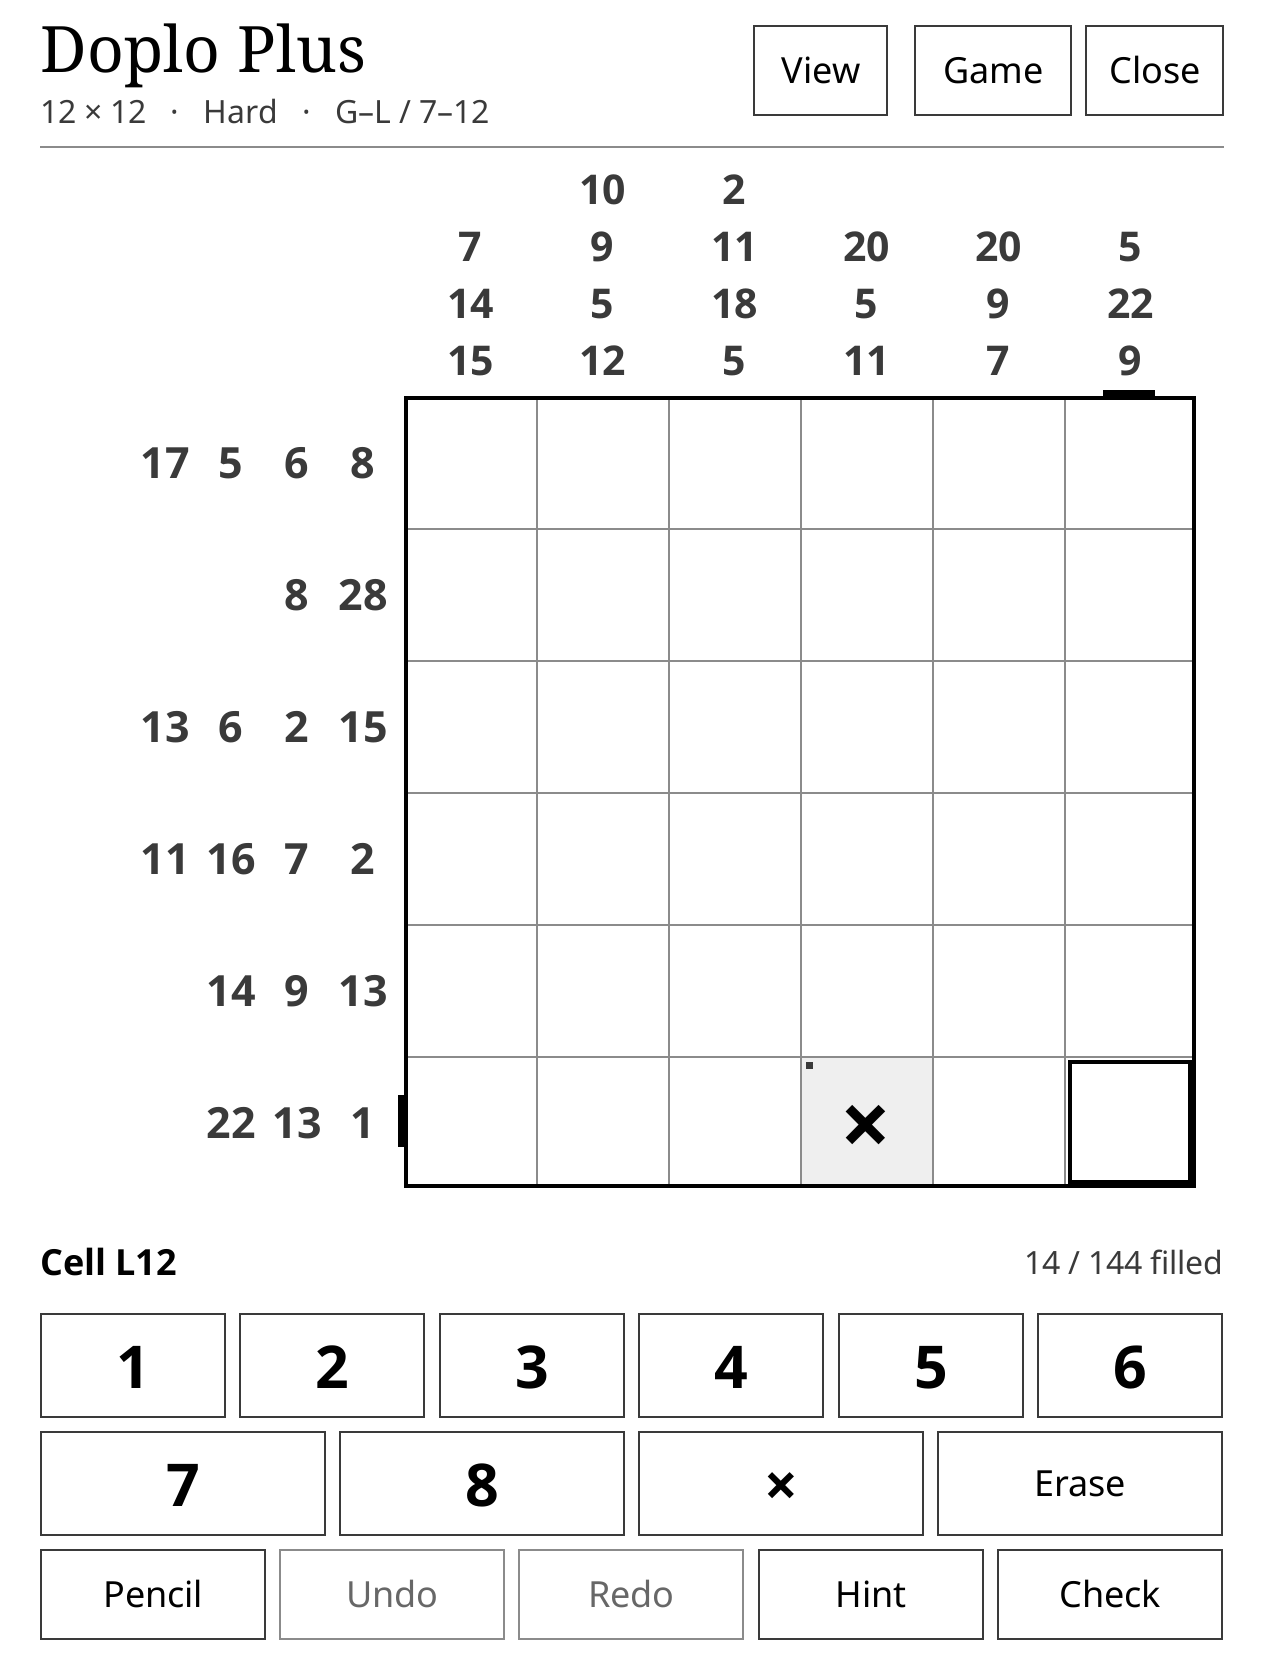 Doplo Plus
View Game Close
12 × 12 · Hard · G–L / 7–12
10 2
7 9 11 20 20 5
14 5 18 5 9 22
15 12 5 11 7 9
17 5 6 8
8 28
13 6 2 15
11 16 7 2
14 9 13
22 13 1 ×
Cell L12 14 / 144 filled
1 2 3 4 5 6
7 8 × Erase
Pencil Undo Redo Hint Check